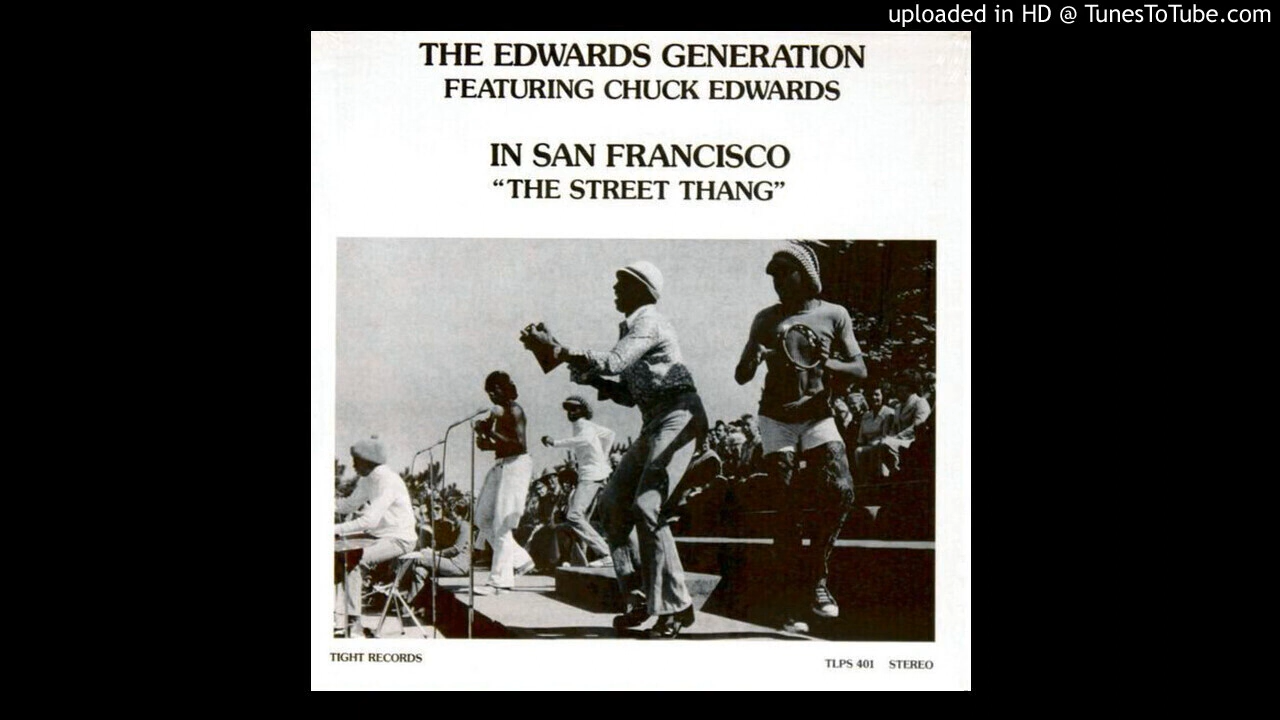 uploaded in HD @ TunesToTube.com
THE EDWARDS GENERATION
FEATURING CHUCK EDWARDS
IN SAN FRANCISCO
“THE STREET THANG”
TIGHT RECORDS
TLPS 401 STEREO